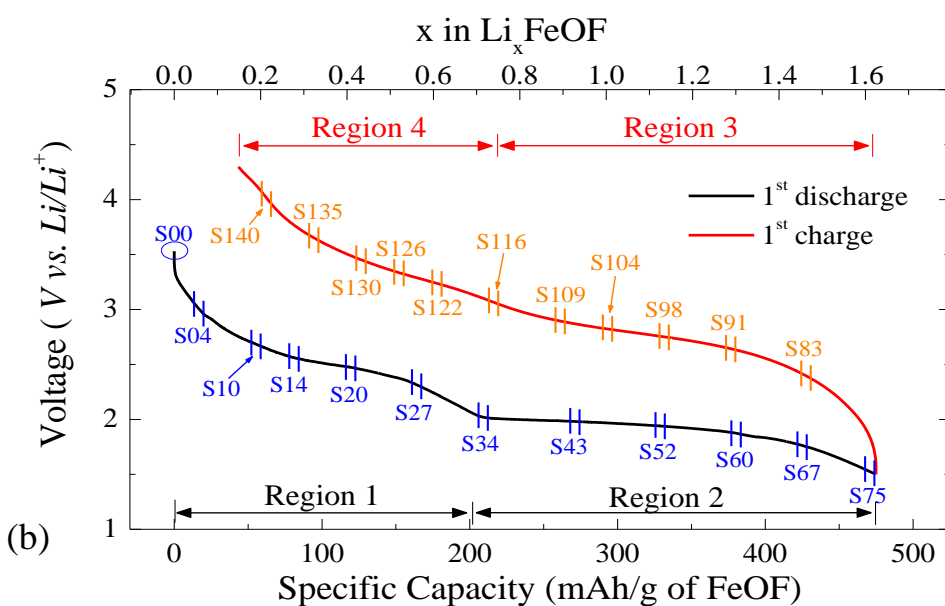 x in LixFeOF
0.0 0.2 0.4 0.6 0.8 1.0 1.2 1.4 1.6
5
Region 4 Region 3
4
S00
S140
S135
S130
S126
S122
S116
S109
S104
S98
S91
S83
1st discharge
1st charge
3
S04
S10
S14
S20
S27
S34
S43
S52
S60
S67
S75
2
Region 1 Region 2
1
Voltage ( V vs. Li/Li+)
(b)
0 100 200 300 400 500
Specific Capacity (mAh/g of FeOF)